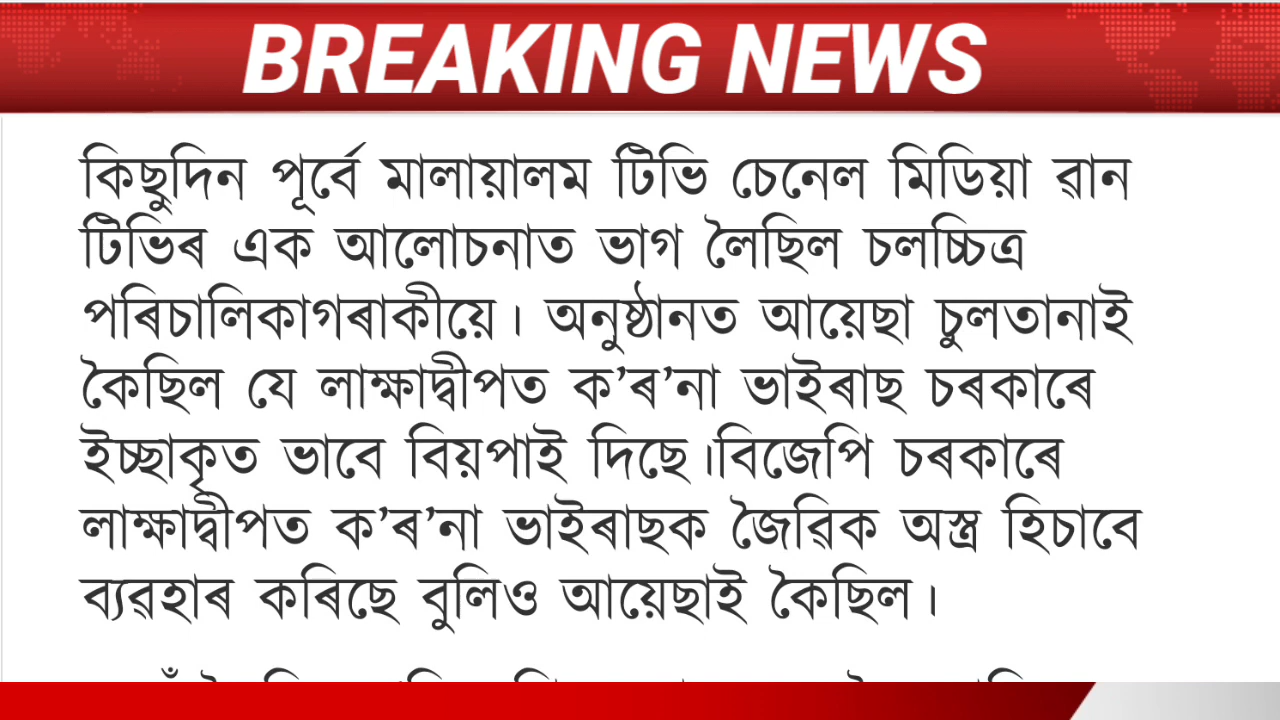 BREAKING NEWS
কিছুদিন পূৰ্বে মালায়ালম টিভি চেনেল মিডিয়া ৱান
টিভিৰ এক আলোচনাত ভাগ লৈছিল চলচ্চিত্ৰ
পৰিচালিকাগৰাকীয়ে। অনুষ্ঠানত আয়েছা চুলতানাই
কৈছিল যে লাক্ষাদ্বীপত ক’ৰ’না ভাইৰাছ চৰকাৰে
ইচ্ছাকৃত ভাবে বিয়পাই দিছে।বিজেপি চৰকাৰে
লাক্ষাদ্বীপত ক’ৰ’না ভাইৰাছক জৈৱিক অস্ত্ৰ হিচাবে
ব্যৱহাৰ কৰিছে বুলিও আয়েছাই কৈছিল।